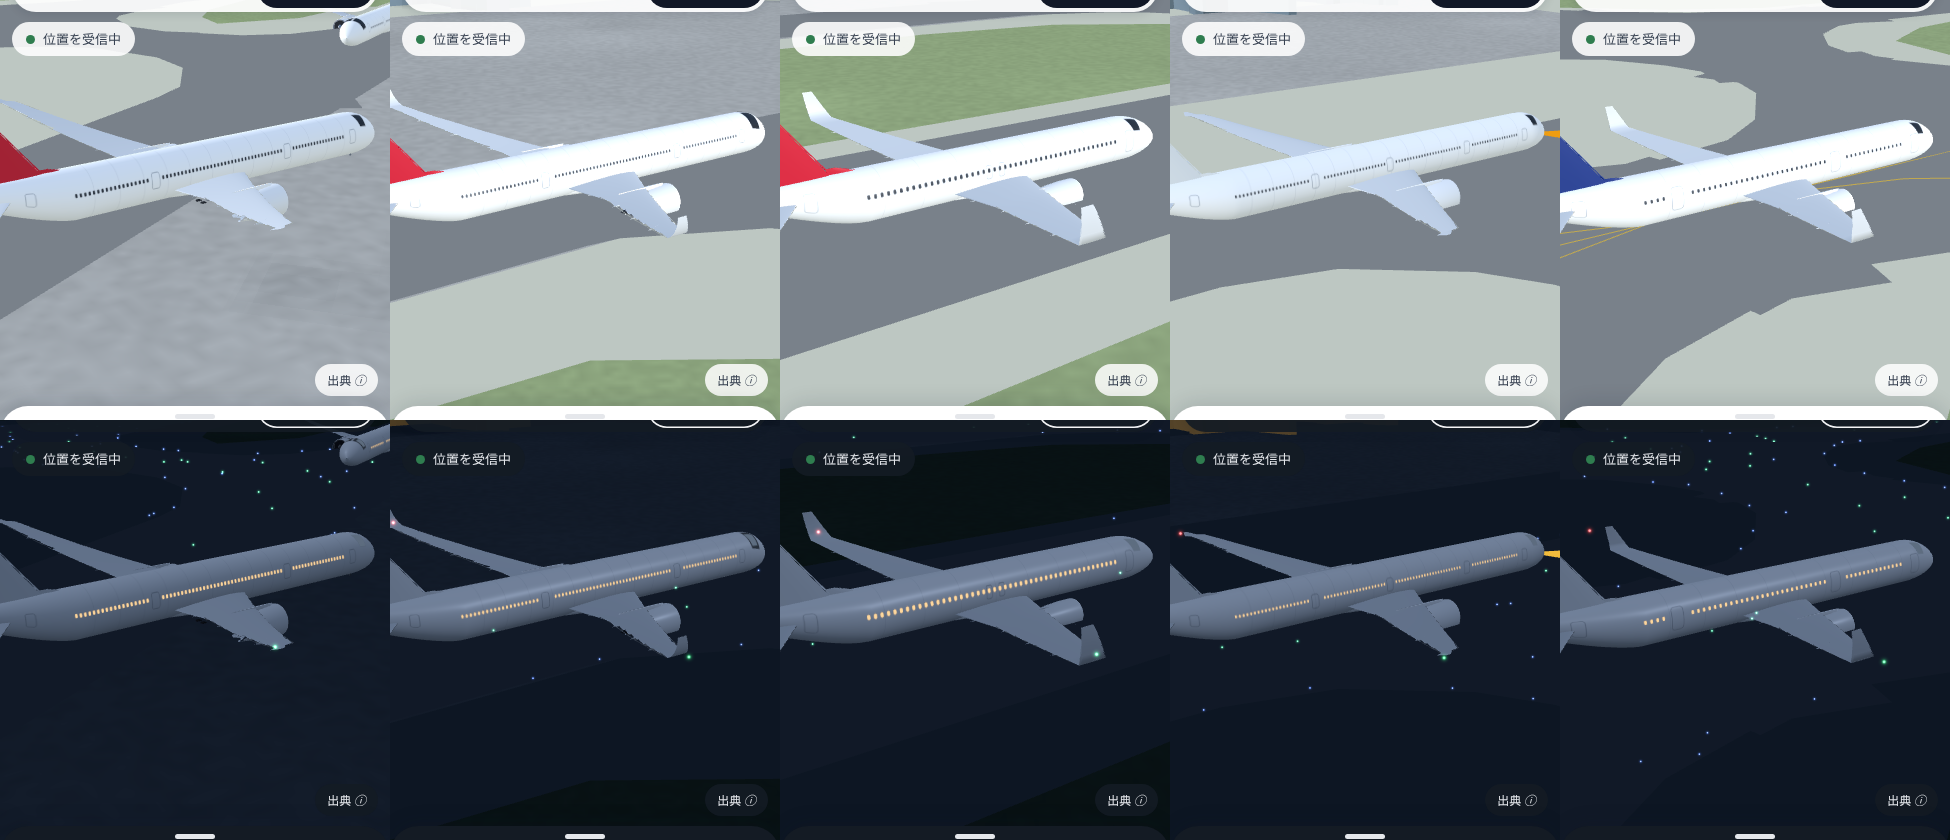 位置を受信中
位置を受信中
位置を受信中
位置を受信中
位置を受信中
出典 ⓘ
出典 ⓘ
出典 ⓘ
出典 ⓘ
出典 ⓘ
位置を受信中
位置を受信中
位置を受信中
位置を受信中
位置を受信中
出典 ⓘ
出典 ⓘ
出典 ⓘ
出典 ⓘ
出典 ⓘ